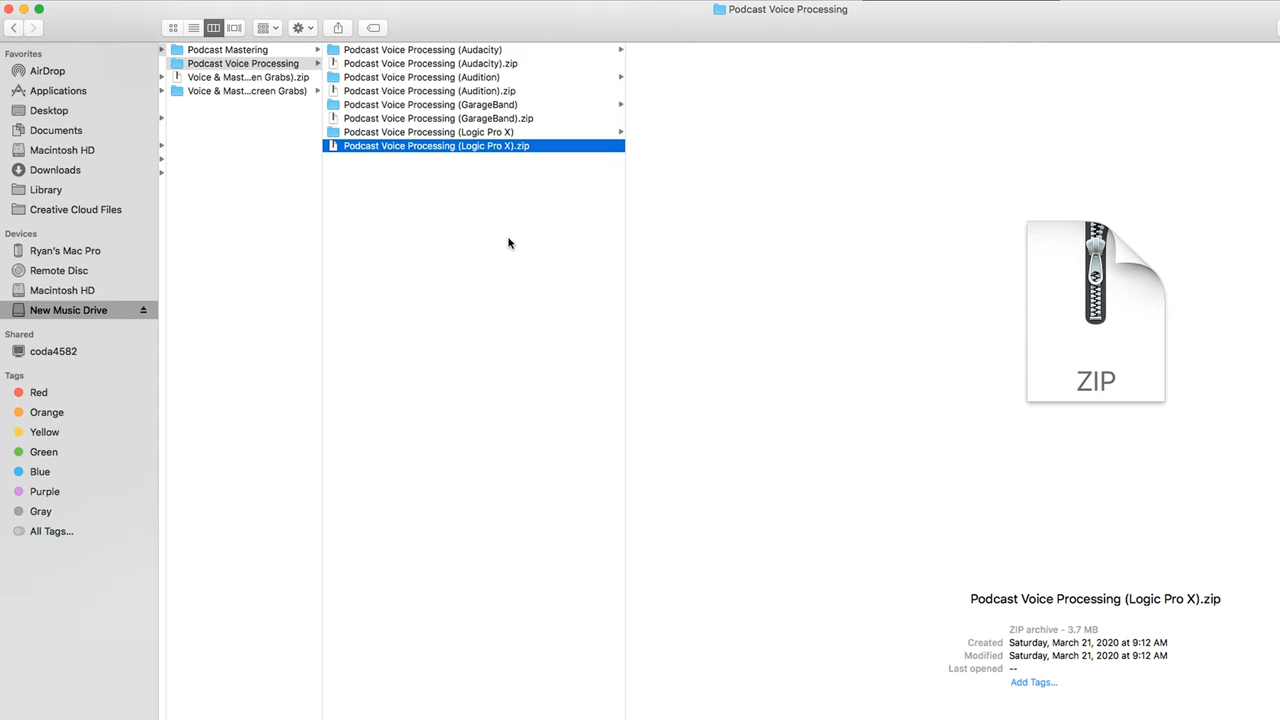 Podcast Voice Processing
Favorites
AirDrop
Applications
Desktop
Documents
Macintosh HD
Downloads
Library
Creative Cloud Files
Devices
Ryan's Mac Pro
Remote Disc
Macintosh HD
New Music Drive
Shared
coda4582
Tags
Red
Orange
Yellow
Green
Blue
Purple
Gray
All Tags...
Podcast Mastering
Podcast Voice Processing
Voice & Mast...en Grabs).zip
Voice & Mast...creen Grabs)
Podcast Voice Processing (Audacity)
Podcast Voice Processing (Audacity).zip
Podcast Voice Processing (Audition)
Podcast Voice Processing (Audition).zip
Podcast Voice Processing (GarageBand)
Podcast Voice Processing (GarageBand).zip
Podcast Voice Processing (Logic Pro X)
Podcast Voice Processing (Logic Pro X).zip
ZIP
Podcast Voice Processing (Logic Pro X).zip
ZIP archive - 3.7 MB
Created Saturday, March 21, 2020 at 9:12 AM
Modified Saturday, March 21, 2020 at 9:12 AM
Last opened --
Add Tags...